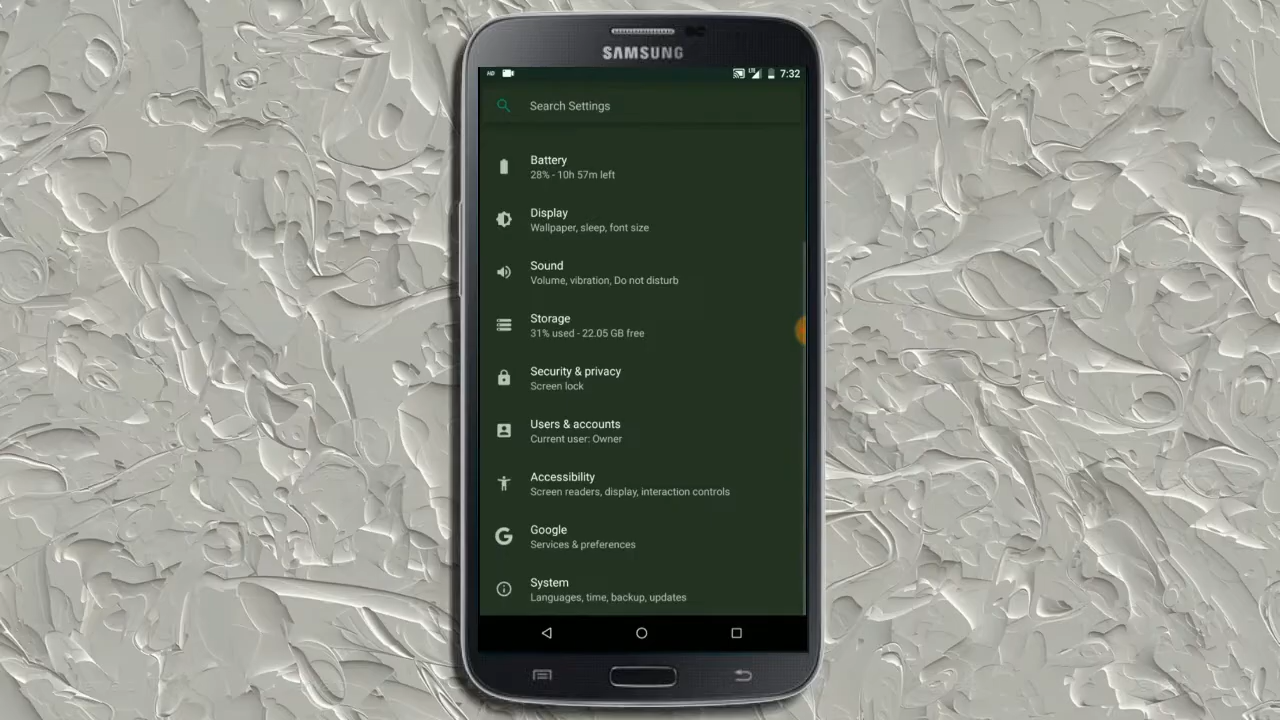 SAMSUNG
HD LTE 7:32
Search Settings
Battery
28% - 10h 57m left
Display
Wallpaper, sleep, font size
Sound
Volume, vibration, Do not disturb
Storage
31% used - 22.05 GB free
Security & privacy
Screen lock
Users & accounts
Current user: Owner
Accessibility
Screen readers, display, interaction controls
Google
Services & preferences
System
Languages, time, backup, updates